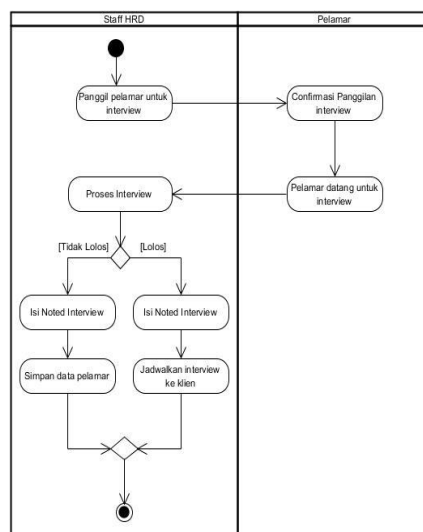 Staff HRD
Pelamar
Panggil pelamar untuk
interview
Confirmasi Panggilan
interview
Pelamar datang untuk
interview
Proses Interview
[Tidak Lolos]
[Lolos]
Isi Noted Interview
Isi Noted Interview
Simpan data pelamar
Jadwalkan interview
ke klien